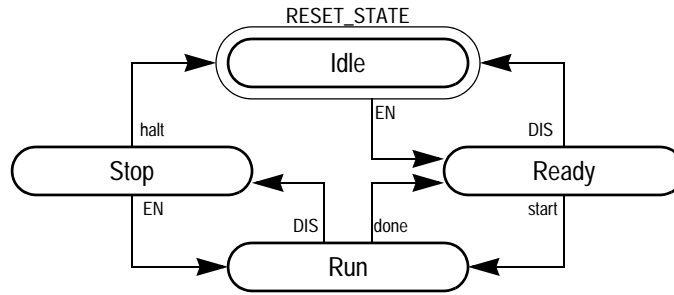 RESET_STATE
Idle
EN
halt
DIS
Stop
Ready
EN
DIS
done
start
Run